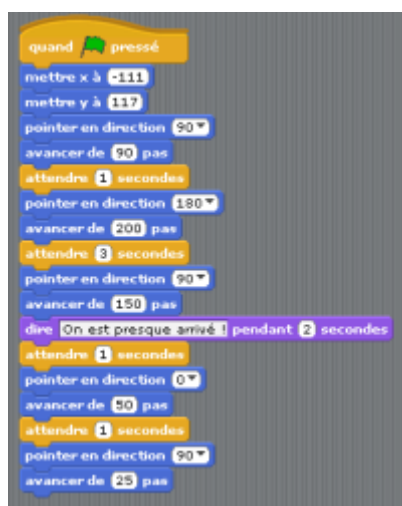 quand pressé
mettre x à -111
mettre y à 117
pointer en direction 90
avancer de 90 pas
attendre 1 secondes
pointer en direction 180
avancer de 200 pas
attendre 3 secondes
pointer en direction 90
avancer de 150 pas
dire On est presque arrivé ! pendant 2 secondes
attendre 1 secondes
pointer en direction 0
avancer de 50 pas
attendre 1 secondes
pointer en direction 90
avancer de 25 pas